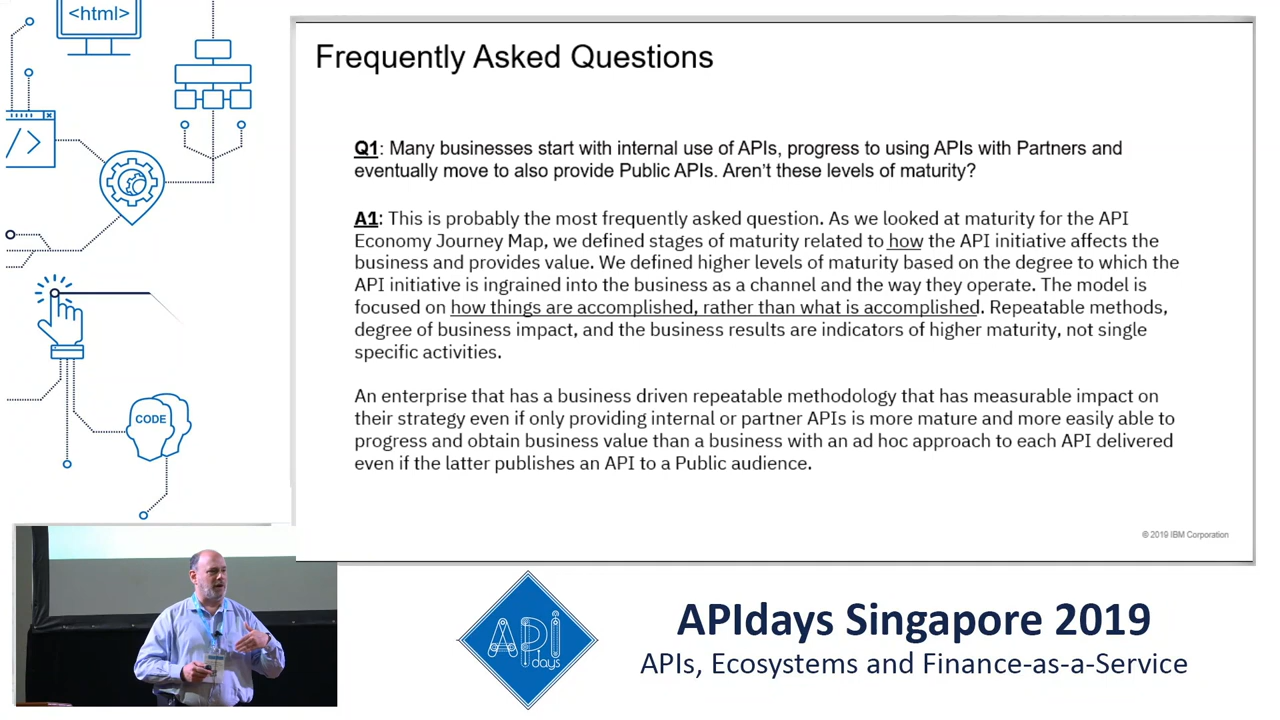 <html>
Frequently Asked Questions
Q1: Many businesses start with internal use of APIs, progress to using APIs with Partners and
eventually move to also provide Public APIs. Aren't these levels of maturity?
A1: This is probably the most frequently asked question. As we looked at maturity for the API
Economy Journey Map, we defined stages of maturity related to how the API initiative affects the
business and provides value. We defined higher levels of maturity based on the degree to which the
API initiative is ingrained into the business as a channel and the way they operate. The model is
focused on how things are accomplished, rather than what is accomplished. Repeatable methods,
degree of business impact, and the business results are indicators of higher maturity, not single
specific activities.
An enterprise that has a business driven repeatable methodology that has measurable impact on
their strategy even if only providing internal or partner APIs is more mature and more easily able to
progress and obtain business value than a business with an ad hoc approach to each API delivered
even if the latter publishes an API to a Public audience.
© 2019 IBM Corporation
</>
CODE
API
days
APIdays Singapore 2019
APIs, Ecosystems and Finance-as-a-Service